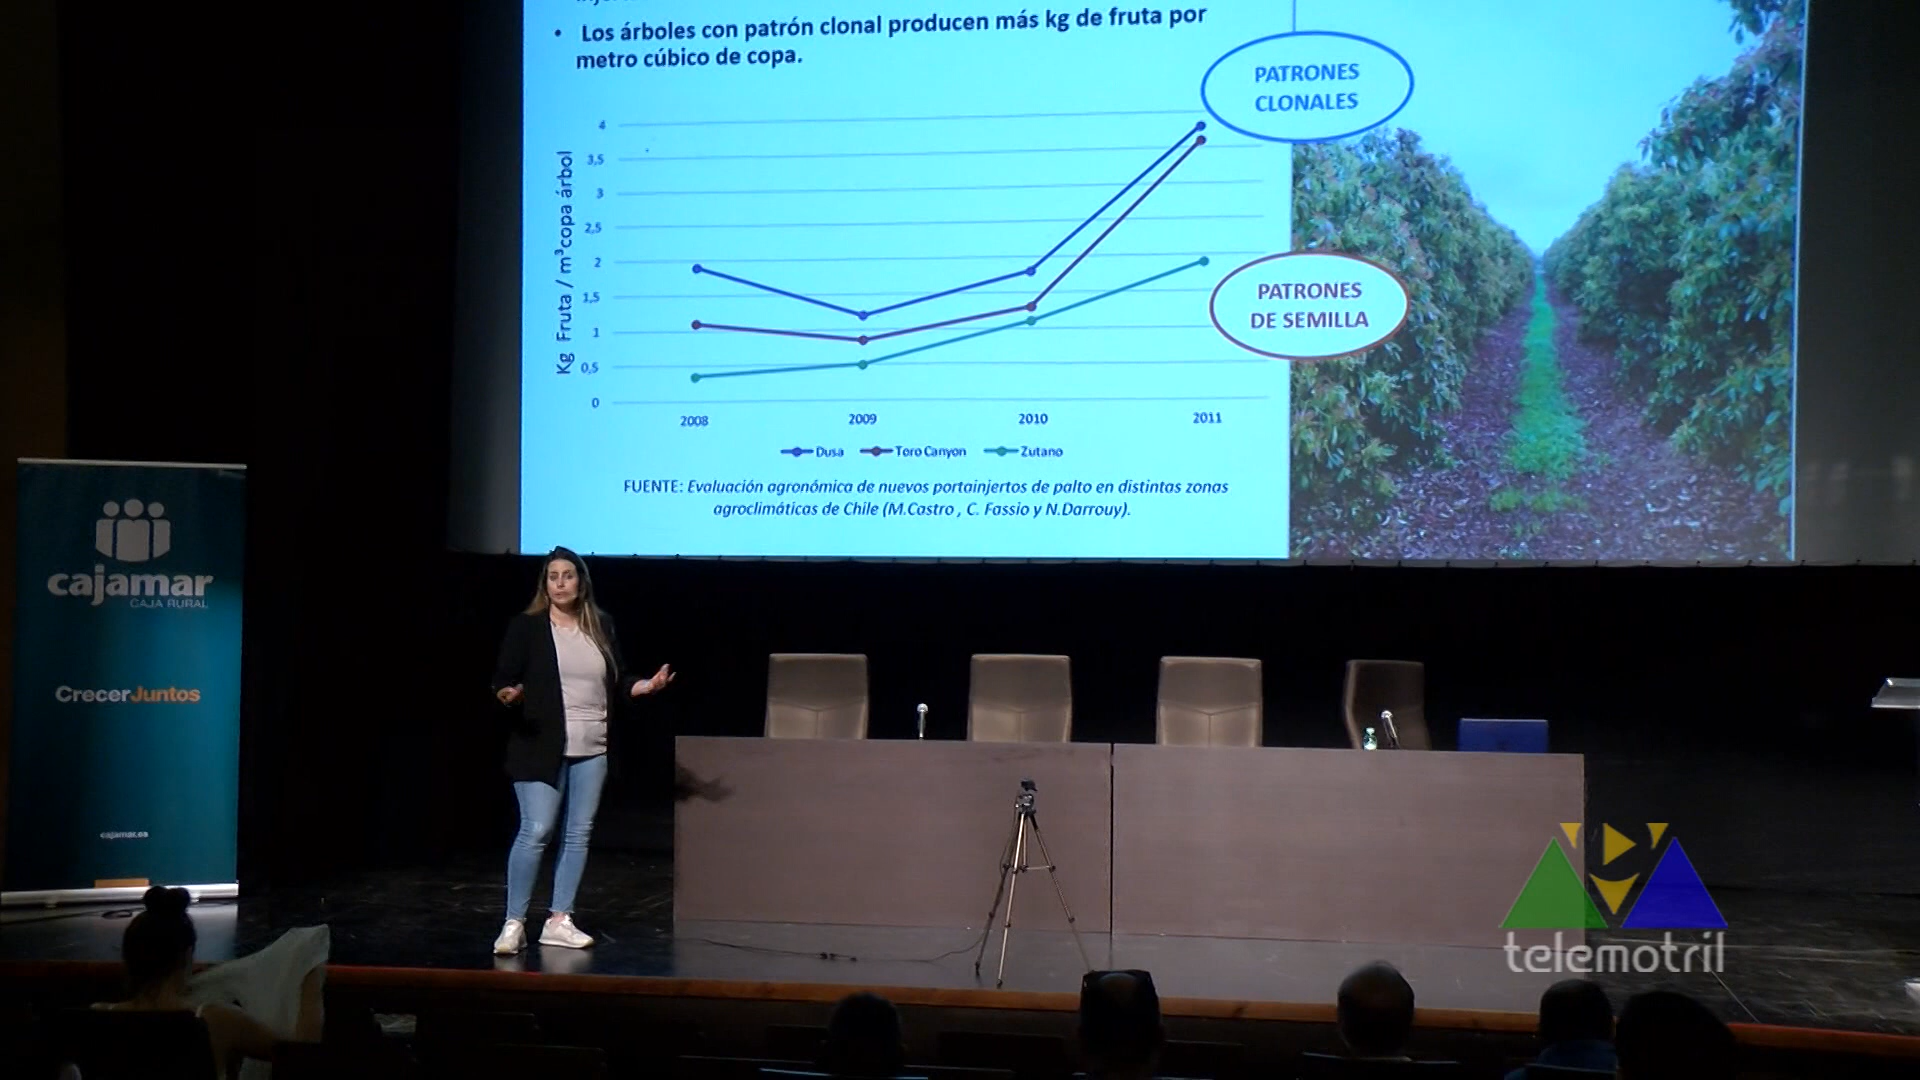 • Los árboles con patrón clonal producen más kg de fruta por
metro cúbico de copa.
PATRONES
CLONALES
PATRONES
DE SEMILLA
Kg Fruta / m³copa árbol
4
3,5
3
2,5
2
1,5
1
0,5
0
2008 2009 2010 2011
Dusa Toro Canyon Zutano
FUENTE: Evaluación agronómica de nuevos portainjertos de palto en distintas zonas
agroclimáticas de Chile (M.Castro , C. Fassio y N.Darrouy).
cajamar
CAJA RURAL
CrecerJuntos
cajamar.es
telemotril